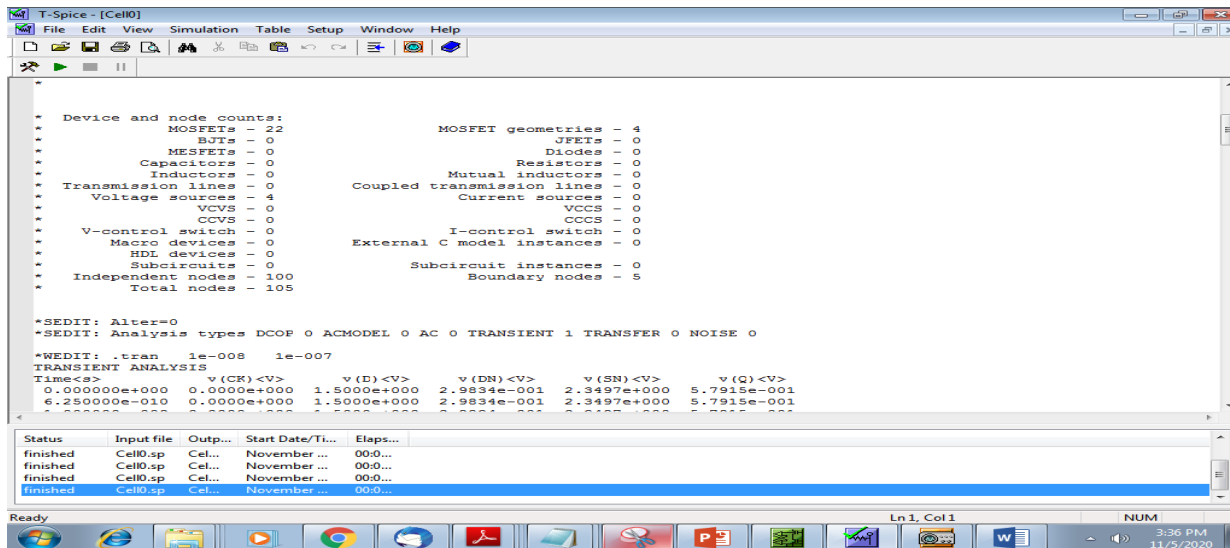 T-Spice - [Cell0]
File Edit View Simulation Table Setup Window Help
*
* Device and node counts:
* MOSFETs - 22 MOSFET geometries - 4
* BJTs - 0 JFETs - 0
* MESFETs - 0 Diodes - 0
* Capacitors - 0 Resistors - 0
* Inductors - 0 Mutual inductors - 0
* Transmission lines - 0 Coupled transmission lines - 0
* Voltage sources - 4 Current sources - 0
* VCVS - 0 VCCS - 0
* CCVS - 0 CCCS - 0
* V-control switch - 0 I-control switch - 0
* Macro devices - 0 External C model instances - 0
* HDL devices - 0
* Subcircuits - 0 Subcircuit instances - 0
* Independent nodes - 100 Boundary nodes - 5
* Total nodes - 105
*SEDIT: Alter=0
*SEDIT: Analysis types DCOP 0 ACMODEL 0 AC 0 TRANSIENT 1 TRANSFER 0 NOISE 0
*WEDIT: .tran 1e-008 1e-007
TRANSIENT ANALYSIS
Time<s> v(CK)<V> v(D)<V> v(DN)<V> v(SN)<V> v(Q)<V>
0.000000e+000 0.0000e+000 1.5000e+000 2.9834e-001 2.3497e+000 5.7915e-001
6.250000e-010 0.0000e+000 1.5000e+000 2.9834e-001 2.3497e+000 5.7915e-001
Status Input file Outp... Start Date/Ti... Elaps...
finished Cell0.sp Cel... November ... 00:0...
finished Cell0.sp Cel... November ... 00:0...
finished Cell0.sp Cel... November ... 00:0...
finished Cell0.sp Cel... November ... 00:0...
Ready Ln 1, Col 1 NUM
3:36 PM
11/5/2020